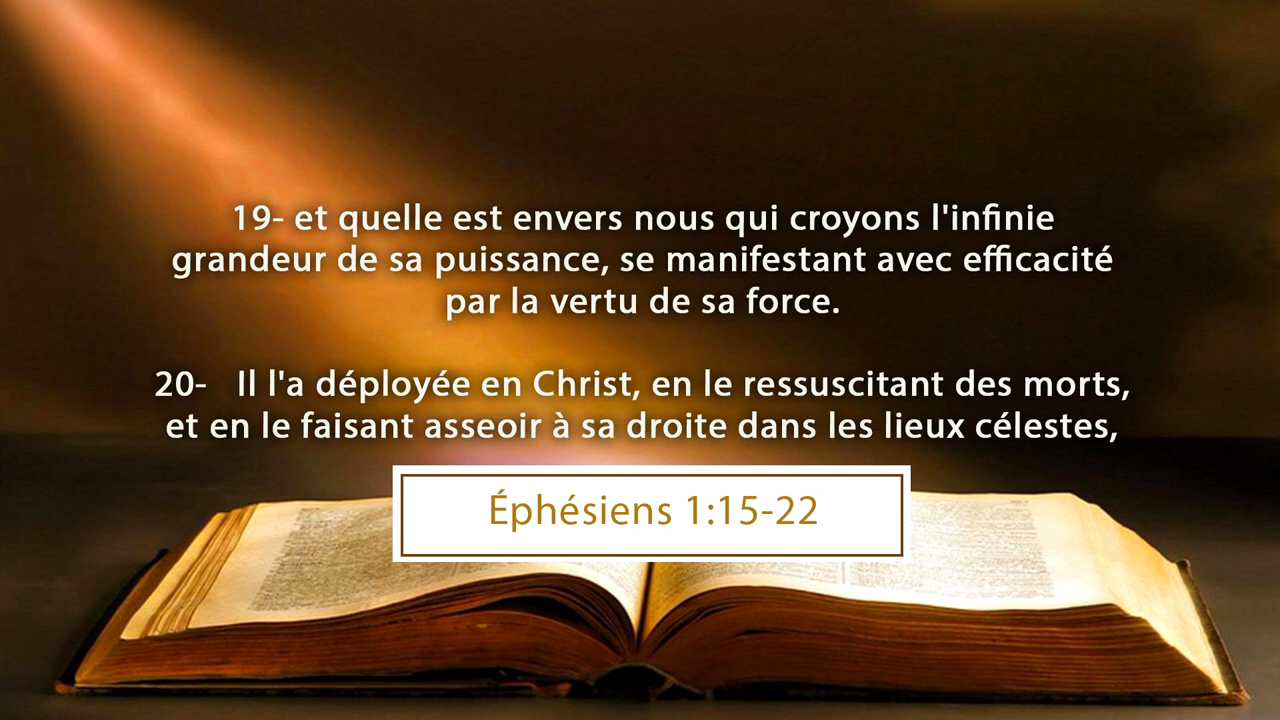 19- et quelle est envers nous qui croyons l'infinie
grandeur de sa puissance, se manifestant avec efficacité
par la vertu de sa force.
20- Il l'a déployée en Christ, en le ressuscitant des morts,
et en le faisant asseoir à sa droite dans les lieux célestes,
Éphésiens 1:15-22